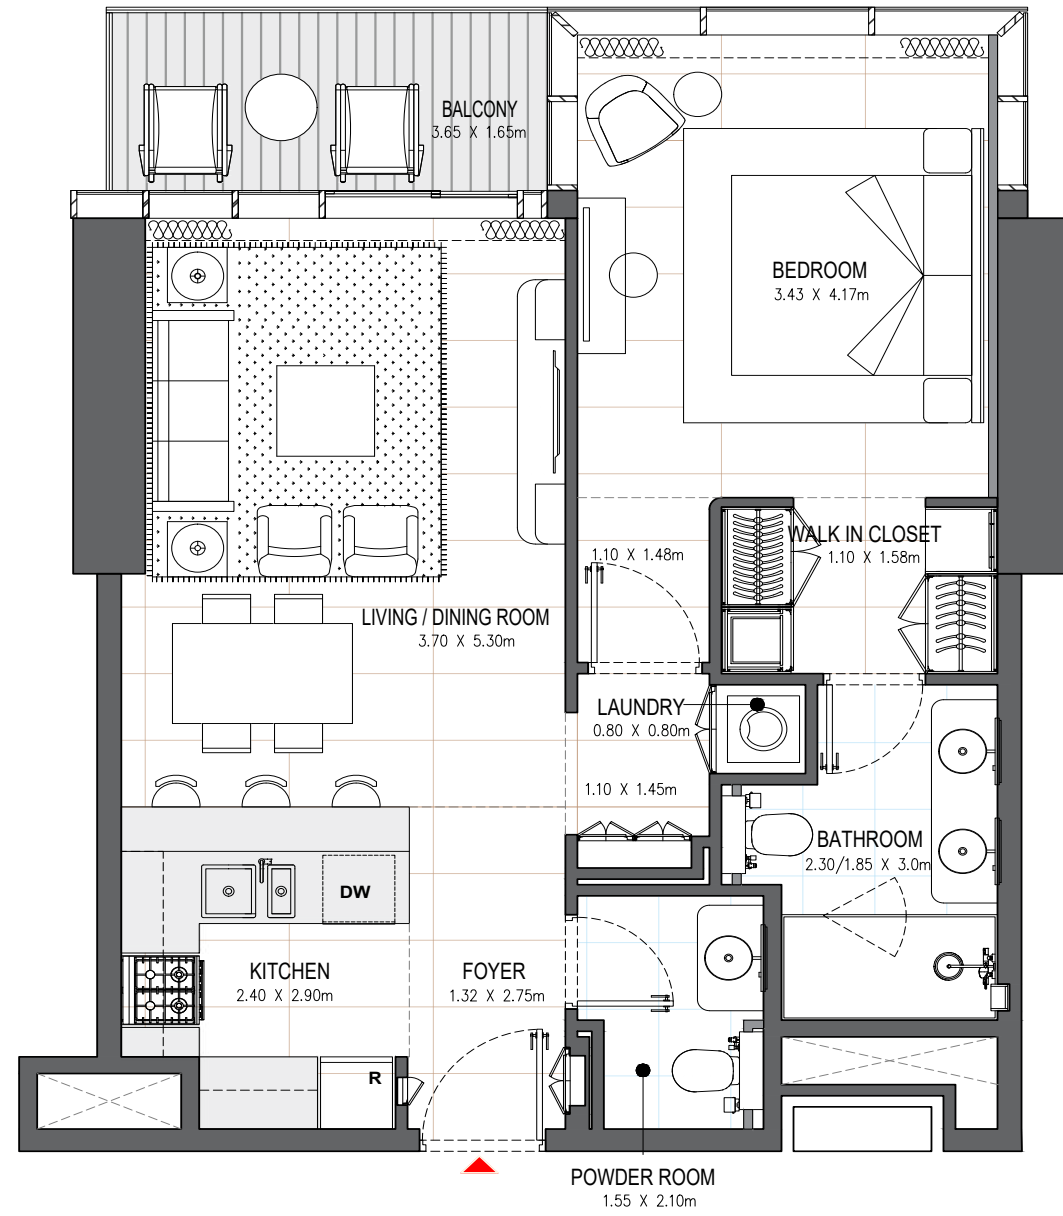 BALCONY
3.65 X 1.65m
BEDROOM
3.43 X 4.17m
WALK IN CLOSET
1.10 X 1.58m
1.10 X 1.48m
LIVING / DINING ROOM
3.70 X 5.30m
LAUNDRY
0.80 X 0.80m
1.10 X 1.45m
BATHROOM
2.30/1.85 X 3.0m
DW
KITCHEN
2.40 X 2.90m
FOYER
1.32 X 2.75m
R
POWDER ROOM
1.55 X 2.10m